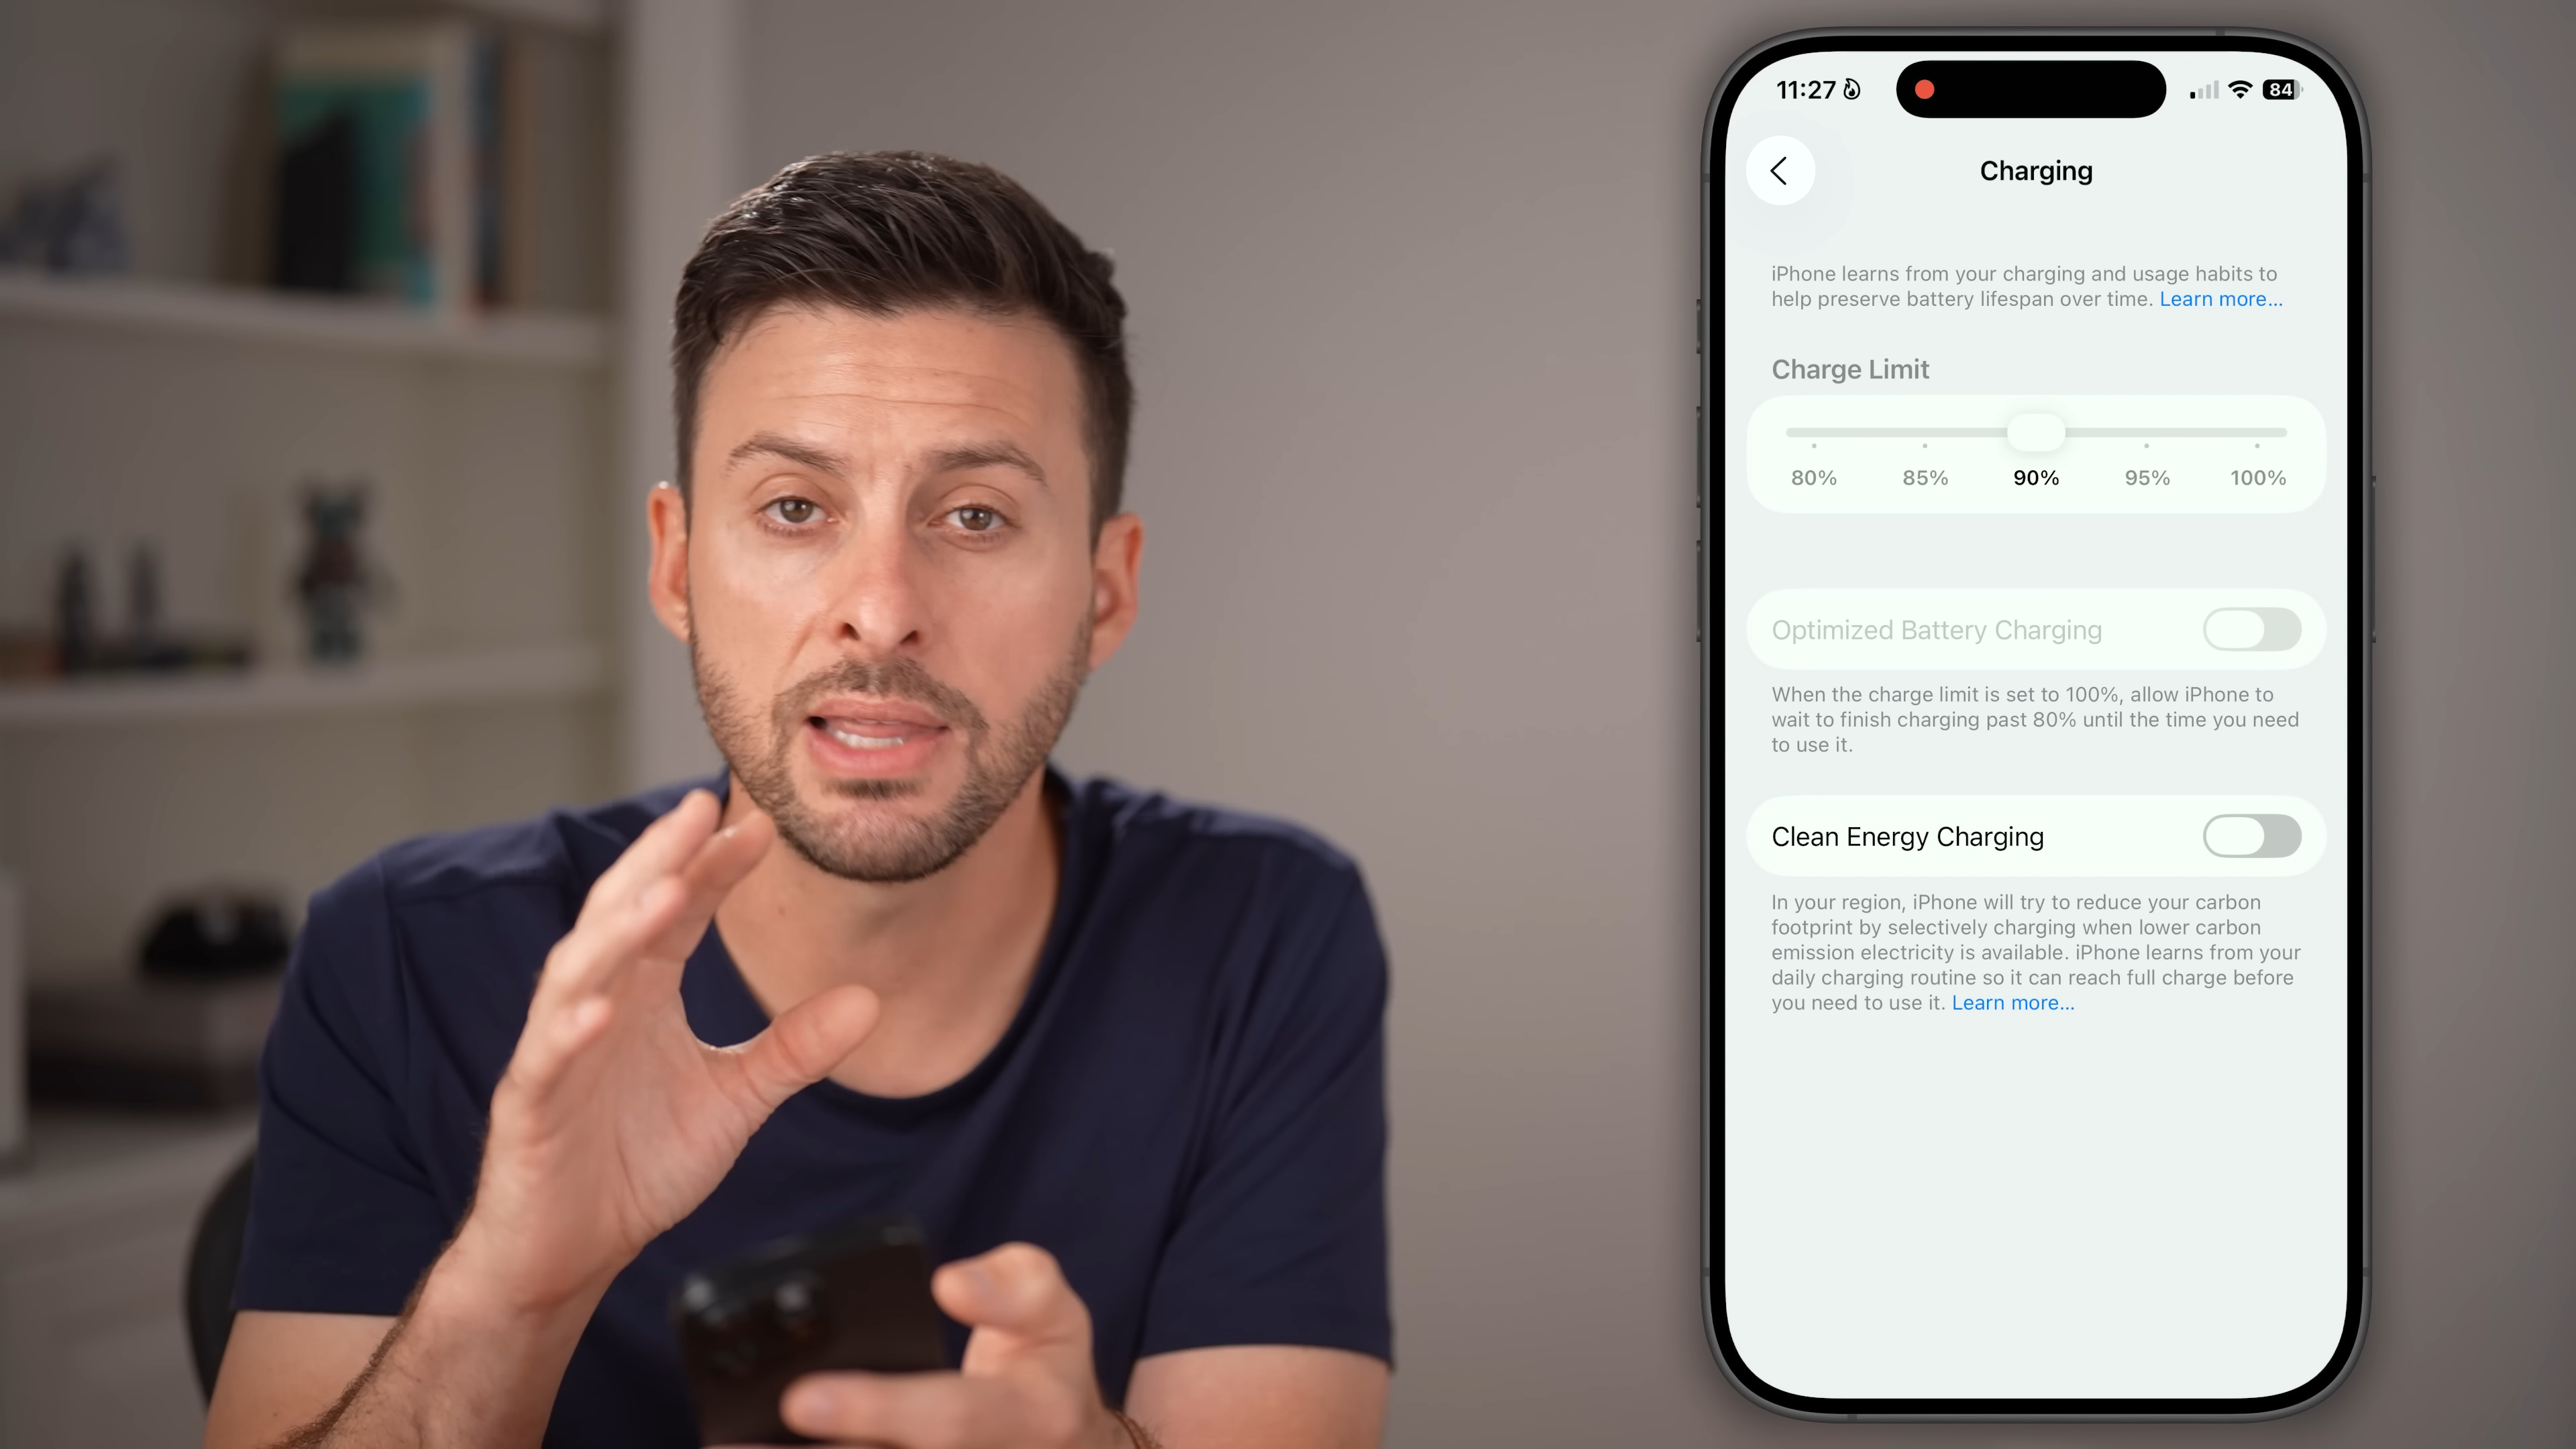 11:27
84
Charging
iPhone learns from your charging and usage habits to
help preserve battery lifespan over time. Learn more...
Charge Limit
80% 85% 90% 95% 100%
Optimized Battery Charging
When the charge limit is set to 100%, allow iPhone to
wait to finish charging past 80% until the time you need
to use it.
Clean Energy Charging
In your region, iPhone will try to reduce your carbon
footprint by selectively charging when lower carbon
emission electricity is available. iPhone learns from your
daily charging routine so it can reach full charge before
you need to use it. Learn more...